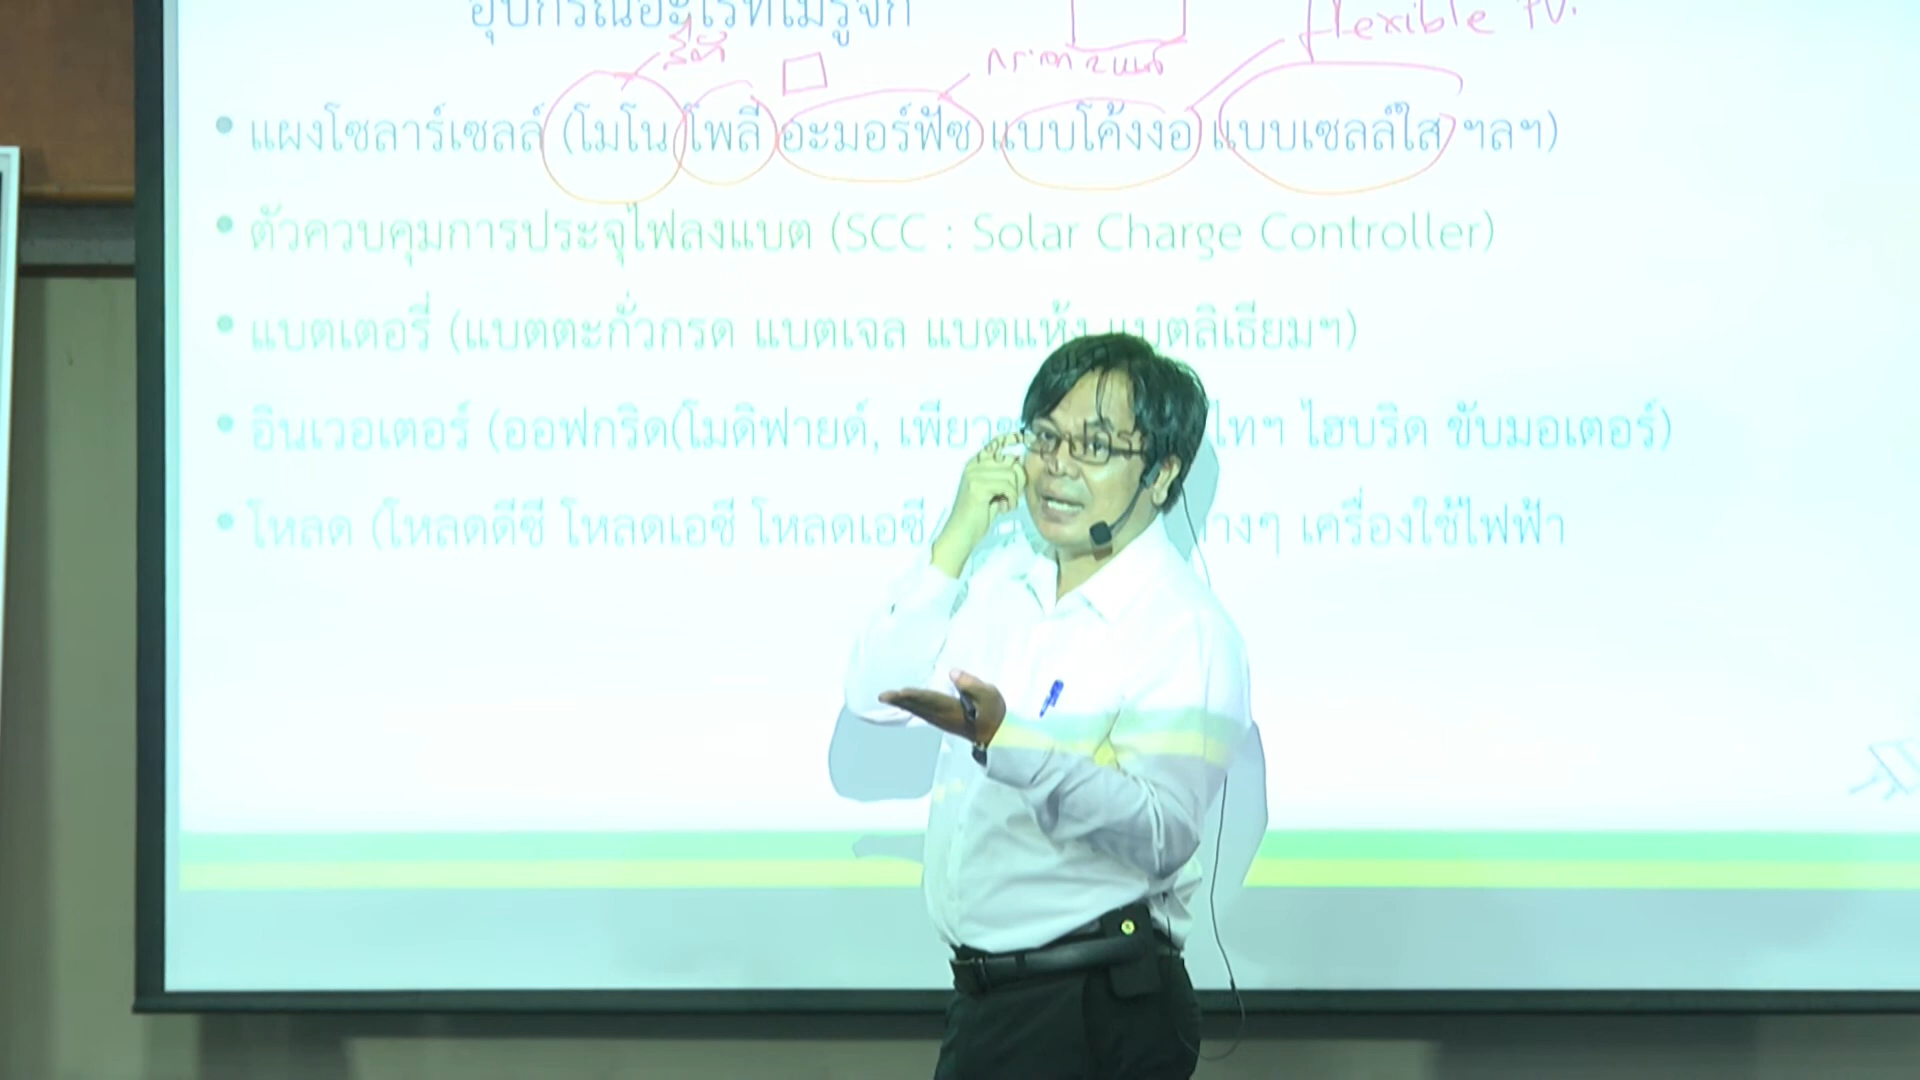 อุปกรณ์อะไรที่ไม่รู้จัก
flexible PV.
• แผงโซลาร์เซลล์ (โมโน โพลี อะมอร์ฟัซ แบบโค้งงอ แบบเซลล์ใส ฯลฯ)
• ตัวควบคุมการประจุไฟลงแบต (SCC : Solar Charge Controller)
• แบตเตอรี่ (แบตตะกั่วกรด แบตเจล แบตแห้ง แบตลิเธียมฯ)
• อินเวอเตอร์ (ออฟกริด(โมดิฟายด์, ไทฯ ไฮบริด ขับมอเตอร์)
• โหลด (โหลดดีซี โหลดเอซี โหลดเอซี เครื่องใช้ไฟฟ้า